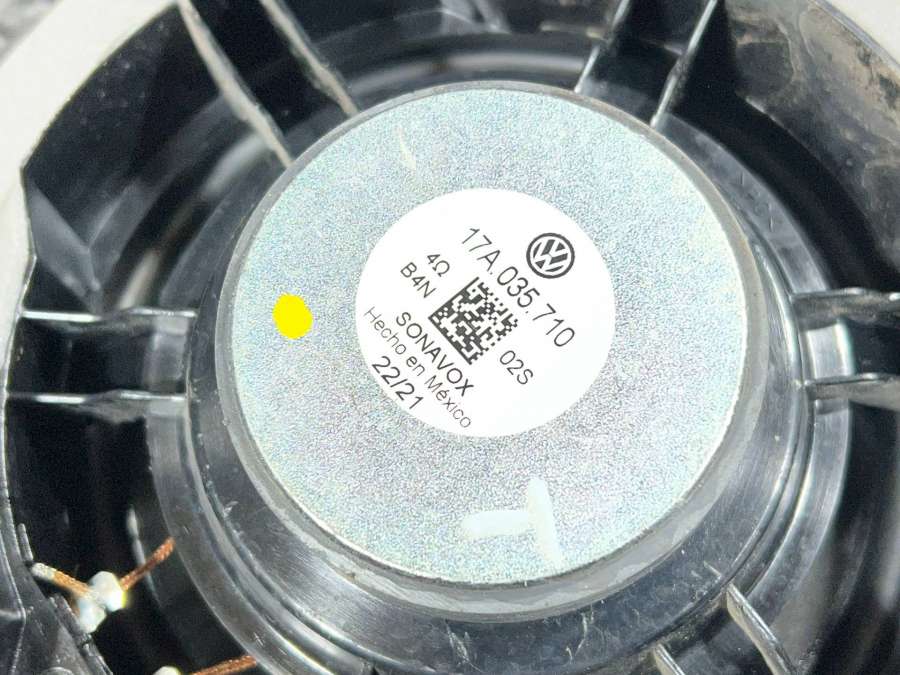 17A.035.710
4Ω
B4N
02S
SONAVOX
Hecho en México
22/21